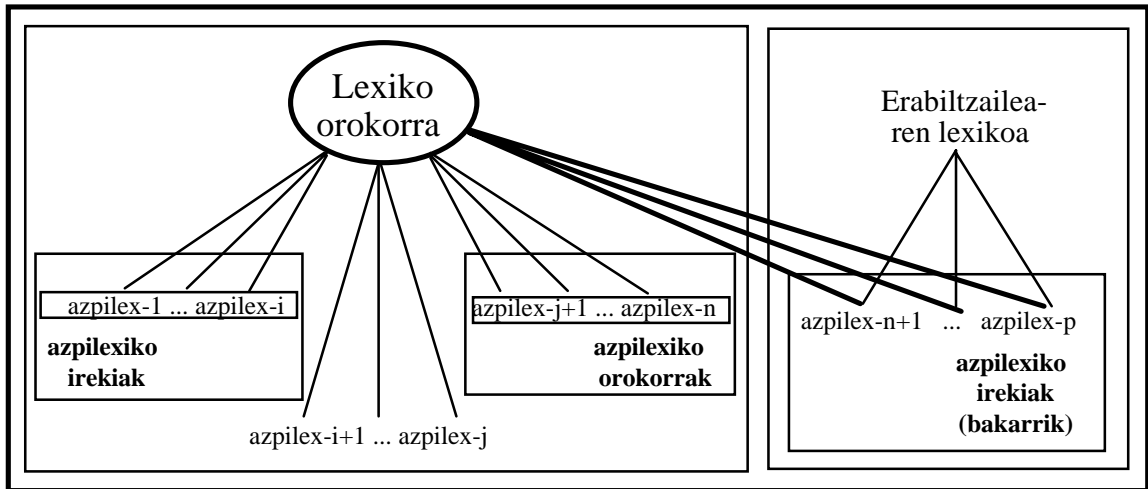 Lexiko
orokorra
azpilex-1 ... azpilex-i
azpilexiko
irekiak
azpilex-i+1 ... azpilex-j
azpilex-j+1 ... azpilex-n
azpilexiko
orokorrak
Erabiltzailea-
ren lexikoa
azpilex-n+1 ... azpilex-p
azpilexiko
irekiak
(bakarrik)